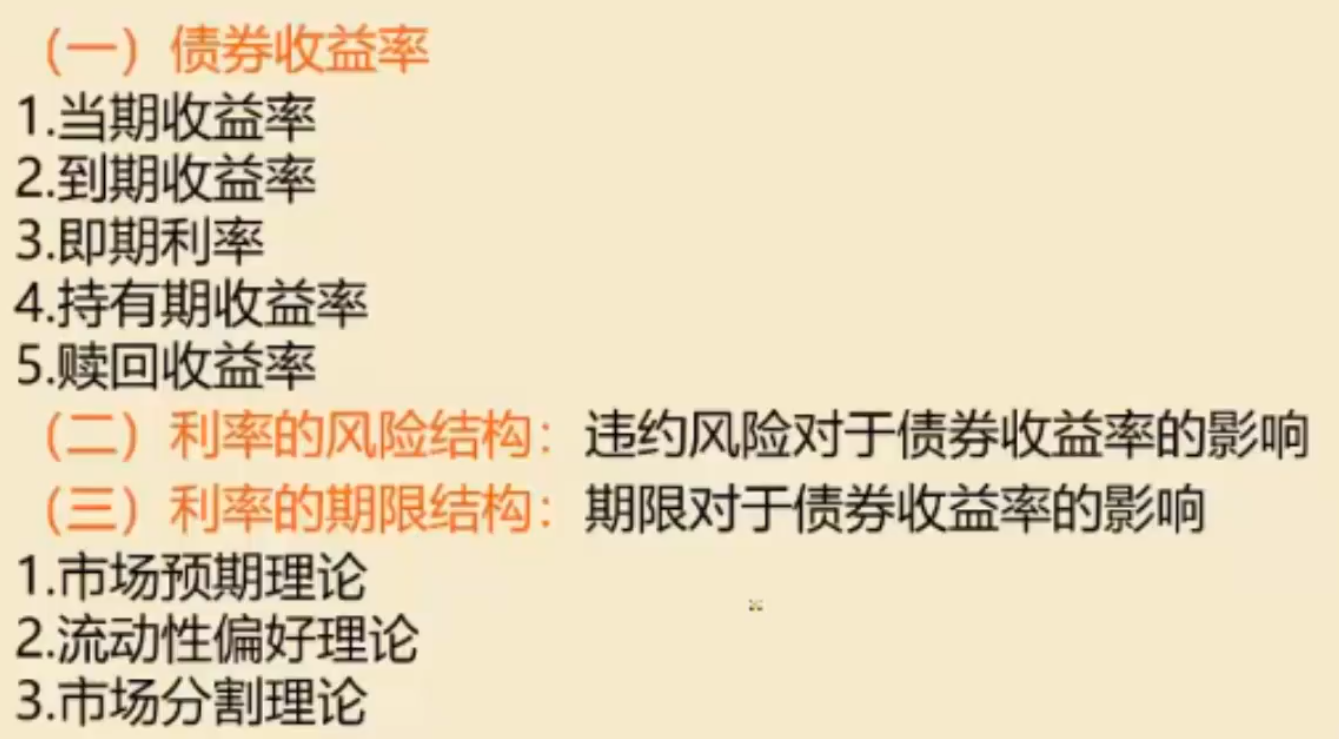 （一）债券收益率
1.当期收益率
2.到期收益率
3.即期利率
4.持有期收益率
5.赎回收益率
（二）利率的风险结构：违约风险对于债券收益率的影响
（三）利率的期限结构：期限对于债券收益率的影响
1.市场预期理论
2.流动性偏好理论
3.市场分割理论